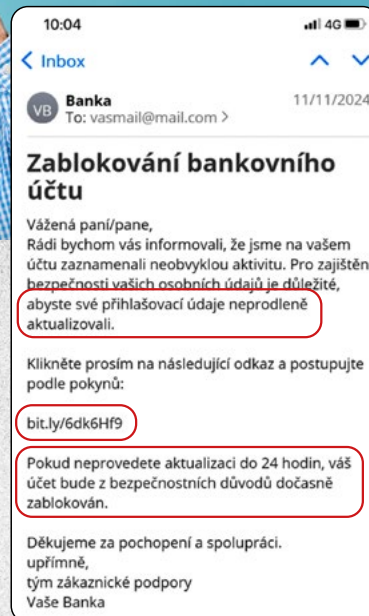 10:04
4G
Inbox
VB
Banka
11/11/2024
To: vasmail@mail.com >
Zablokování bankovního
účtu
Vážená paní/pane,
Rádi bychom vás informovali, že jsme na vašem
účtu zaznamenali neobvyklou aktivitu. Pro zajištěn
bezpečnosti vašich osobních údajů je důležité,
abyste své přihlašovací údaje neprodleně
aktualizovali.
Klikněte prosím na následující odkaz a postupujte
podle pokynů:
bit.ly/6dk6Hf9
Pokud neprovedete aktualizaci do 24 hodin, váš
účet bude z bezpečnostních důvodů dočasně
zablokován.
Děkujeme za pochopení a spolupráci.
upřímně,
tým zákaznické podpory
Vaše Banka